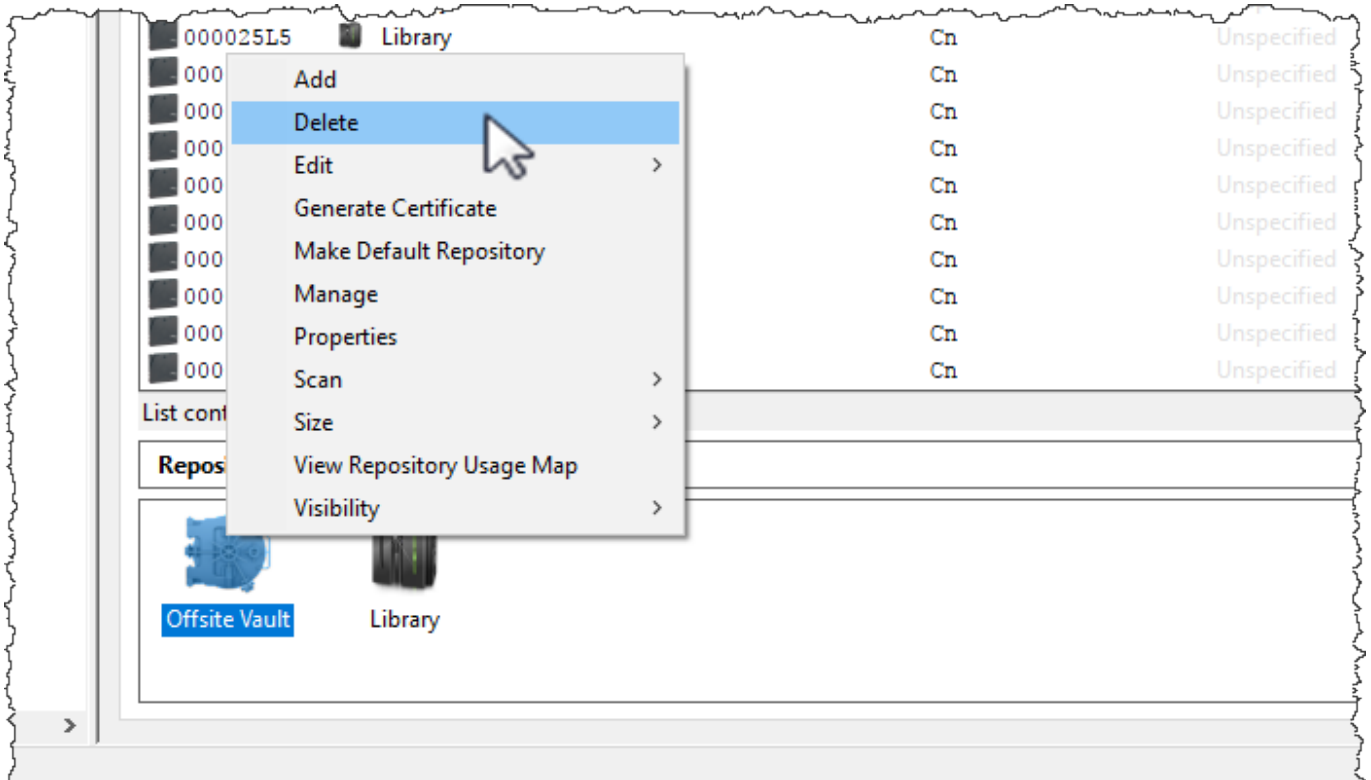 000025L5 Library Cn Unspecified
000 Cn Unspecified
Add
000 Cn Unspecified
Delete
000 Cn Unspecified
Edit
000 Cn Unspecified
Generate Certificate
000 Cn Unspecified
Make Default Repository
000 Cn Unspecified
000 Cn Unspecified
Manage
000 Cn Unspecified
Properties
000 Cn Unspecified
Scan
List cont
Size
Reposi
View Repository Usage Map
Visibility
Offsite Vault Library